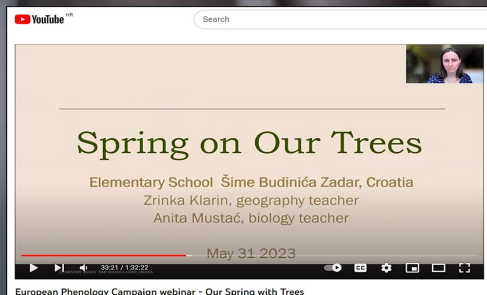 YouTube HR
Search
Spring on Our Trees
Elementary School Šime Budinića Zadar, Croatia
Zrinka Klarin, geography teacher
Anita Mustać, biology teacher
May 31 2023
33:21 / 1:32:22
CC
European Phenology Campaign webinar - Our Spring with Trees